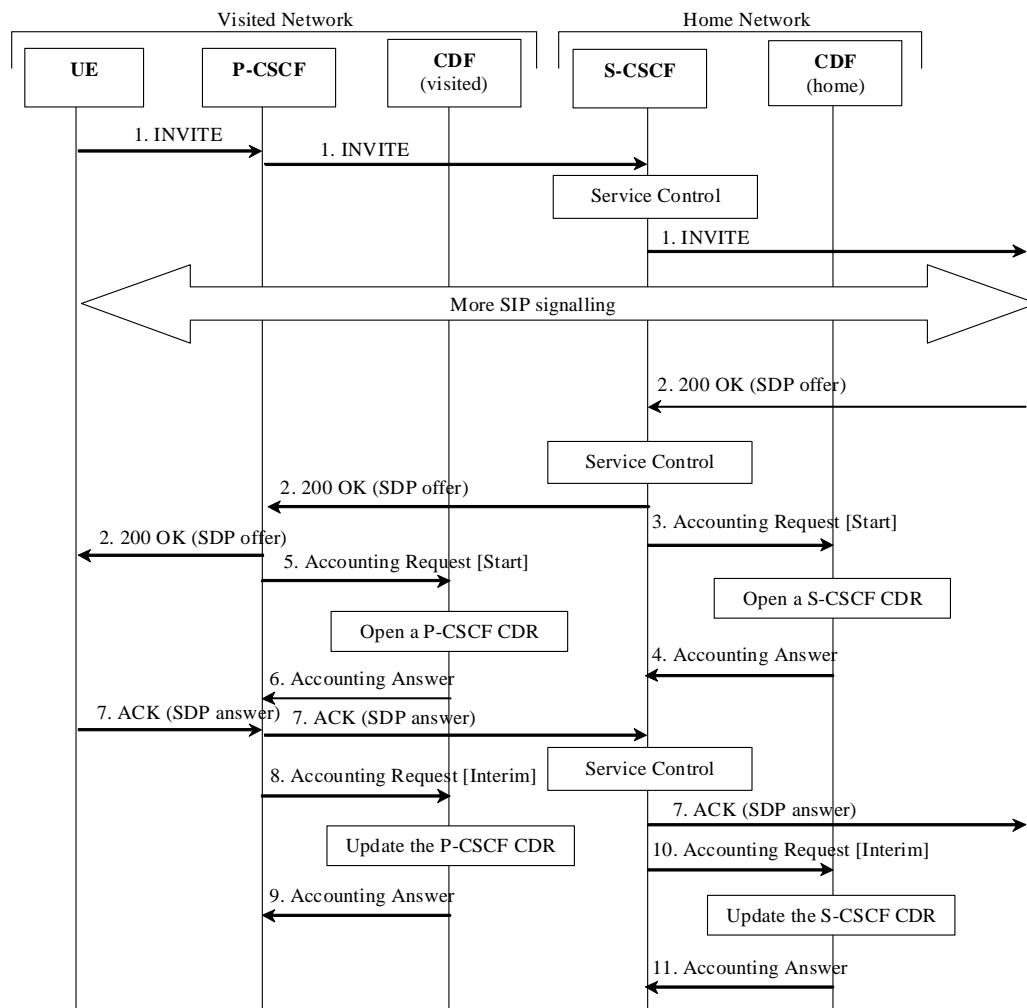 Visited Network
Home Network
UE
P-CSCF
CDF
(visited)
S-CSCF
CDF
(home)
1. INVITE
1. INVITE
Service Control
1. INVITE
More SIP signalling
2. 200 OK (SDP offer)
Service Control
2. 200 OK (SDP offer)
3. Accounting Request [Start]
2. 200 OK (SDP offer)
5. Accounting Request [Start]
Open a S-CSCF CDR
Open a P-CSCF CDR
4. Accounting Answer
6. Accounting Answer
7. ACK (SDP answer)
7. ACK (SDP answer)
Service Control
8. Accounting Request [Interim]
7. ACK (SDP answer)
Update the P-CSCF CDR
10. Accounting Request [Interim]
9. Accounting Answer
Update the S-CSCF CDR
11. Accounting Answer